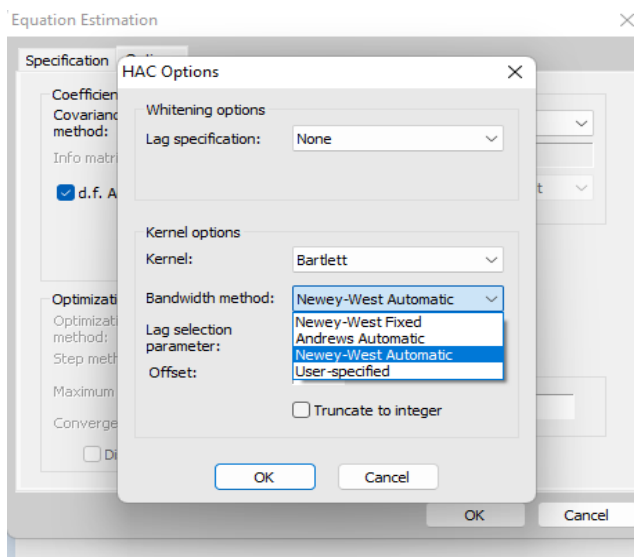 Equation Estimation
Specification
HAC Options
Coefficien
Covarianc
method:
Info matri
d.f. A
Whitening options
Lag specification: None
t
Kernel options
Kernel: Bartlett
Bandwidth method: Newey-West Automatic
Newey-West Fixed
Andrews Automatic
Newey-West Automatic
User-specified
Lag selection
parameter:
Offset:
Truncate to integer
Optimizati
Optimizati
method:
Step meth
Maximum
Converge
Di
OK Cancel
OK Cancel